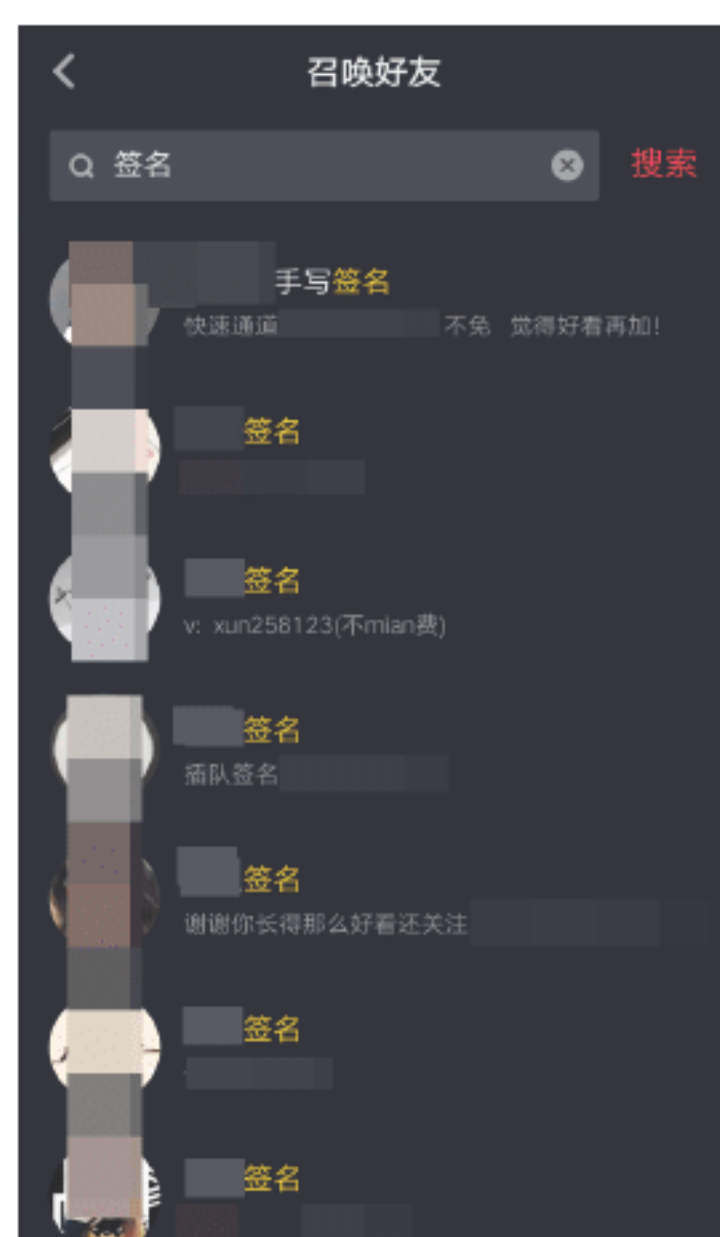 召唤好友
签名 搜索
手写签名
快速通道 不免 觉得好看再加!
签名
签名
v: xun258123(不mian费)
签名
插队签名
签名
谢谢你长得那么好看还关注
签名
签名